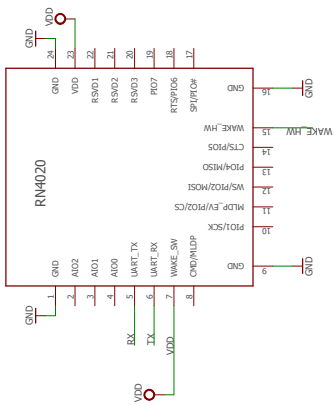 VDD
GND
24
23
22
21
20
19
18
17
GND
VDD
RSVD1
RSVD2
RSVD3
PIO7
RTS/PIO6
SPI/PIO#
RN4020
GND
16
GND
WAKE_HW
15
WAKE_HW
CTS/PIO5
14
PIO4/MISO
13
WS/PIO2/MOSI
12
MLDP_EV/PIO2/CS
11
PIO1/SCK
10
GND
9
GND
GND
AIO2
AIO1
AIO0
UART_TX
UART_RX
WAKE_SW
CMD/MLDP
1
2
3
4
5
6
7
8
GND
RX
TX
VDD
VDD